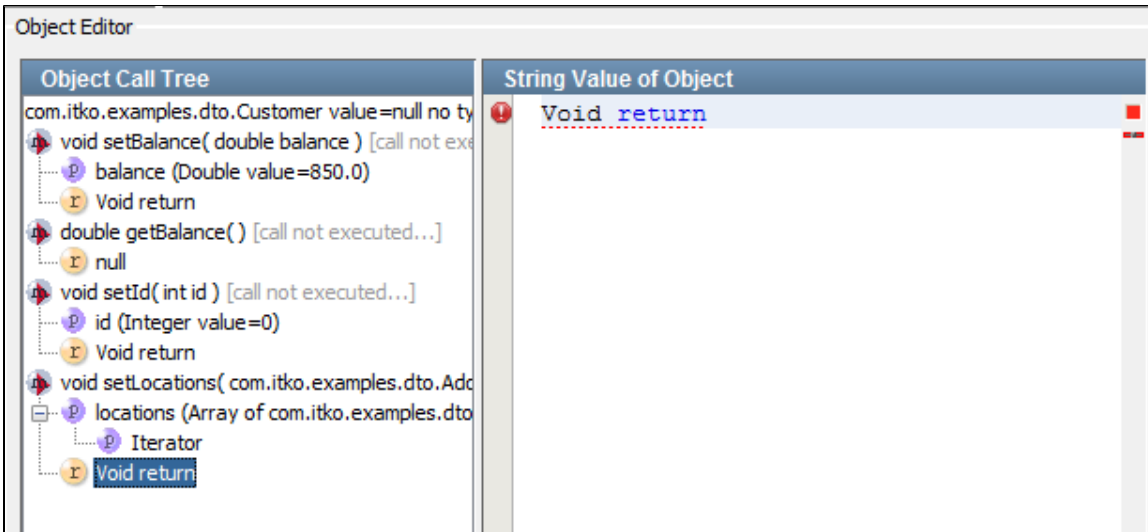 Object Editor
Object Call Tree
com.itko.examples.dto.Customer value=null no ty
void setBalance( double balance ) [call not exe
P balance (Double value=850.0)
r Void return
double getBalance( ) [call not executed...]
r null
void setId( int id ) [call not executed...]
P id (Integer value=0)
r Void return
void setLocations( com.itko.examples.dto.Add
P locations (Array of com.itko.examples.dto
P Iterator
r Void return
String Value of Object
Void return